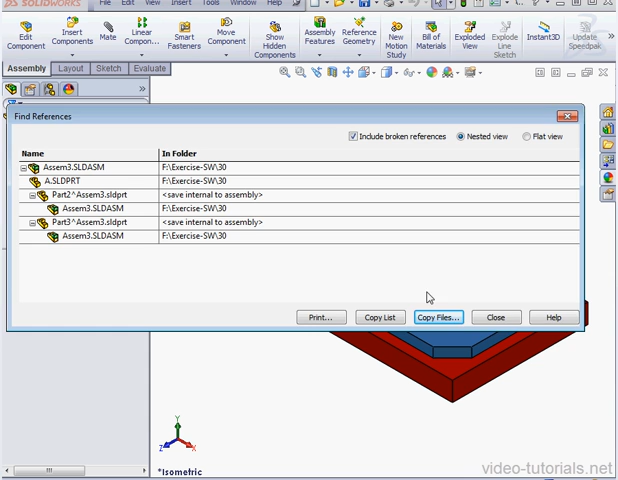 SOLIDWORKS File Edit View Insert Tools Window Help
Edit Component
Insert Components
Mate
Linear Compon...
Smart Fasteners
Move Component
Show Hidden Components
Assembly Features
Reference Geometry
New Motion Study
Bill of Materials
Exploded View
Explode Line Sketch
Instant3D
Update Speedpak
Assembly Layout Sketch Evaluate
Find References
Include broken references Nested view Flat view
Name In Folder
Assem3.SLDASM F:\Exercise-SW\30
A.SLDPRT F:\Exercise-SW\30
Part2^Assem3.sldprt <save internal to assembly>
Assem3.SLDASM F:\Exercise-SW\30
Part3^Assem3.sldprt <save internal to assembly>
Assem3.SLDASM F:\Exercise-SW\30
Print... Copy List Copy Files... Close Help
Y
Z X
*Isometric
video-tutorials.net